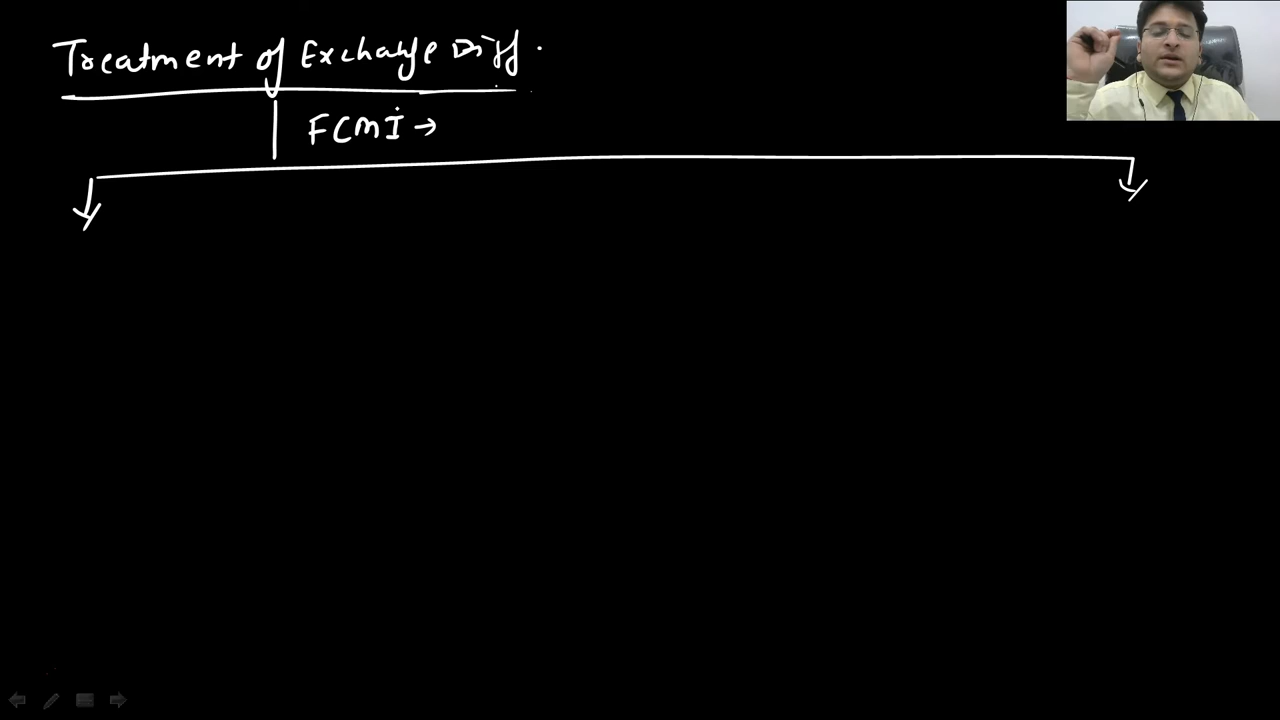 Treatment of Exchange Diff.
FCMI →